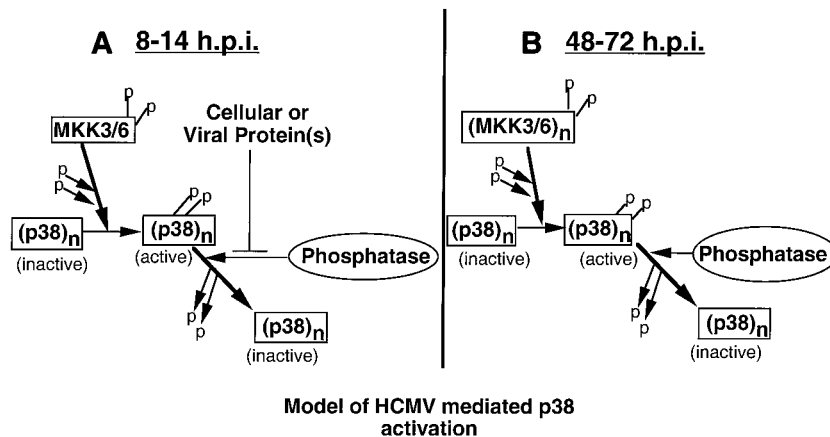 A 8-14 h.p.i.
p
p
MKK3/6
Cellular or
Viral Protein(s)
p
p
p
p
(p38)n
(inactive)
(p38)n
(active)
Phosphatase
p
p
(p38)n
(inactive)
B 48-72 h.p.i.
p
p
(MKK3/6)n
p
p
p
p
(p38)n
(inactive)
(p38)n
(active)
Phosphatase
p
p
(p38)n
(inactive)
Model of HCMV mediated p38
activation